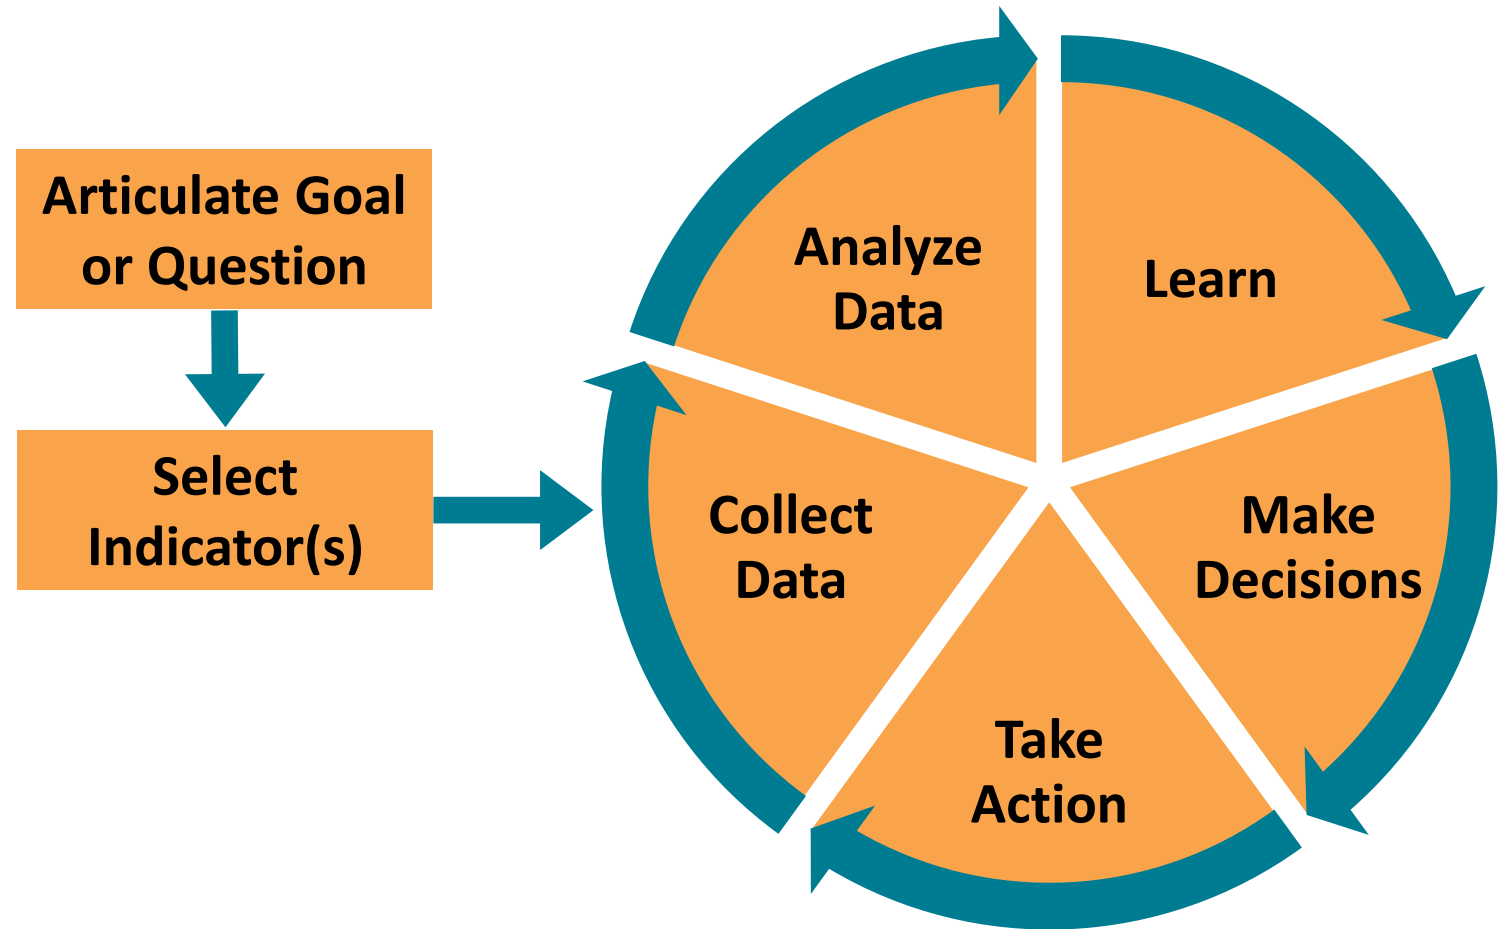 Articulate Goal
or Question
Select
Indicator(s)
Collect
Data
Analyze
Data
Learn
Make
Decisions
Take
Action